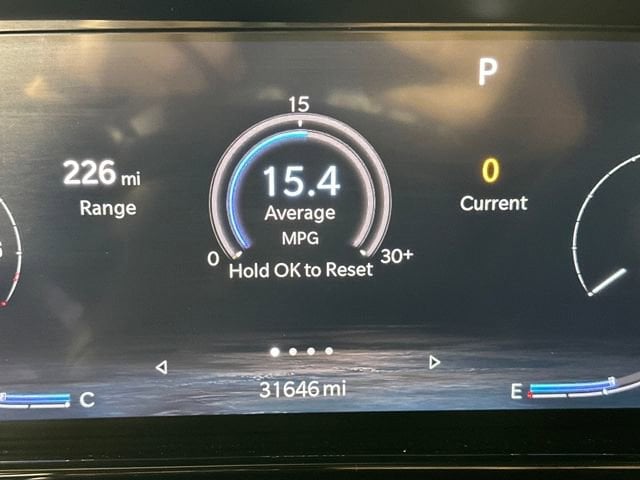 P
15
226 mi
Range
15.4
Average
MPG
0
30+
Hold OK to Reset
0
Current
31646 mi
C
E